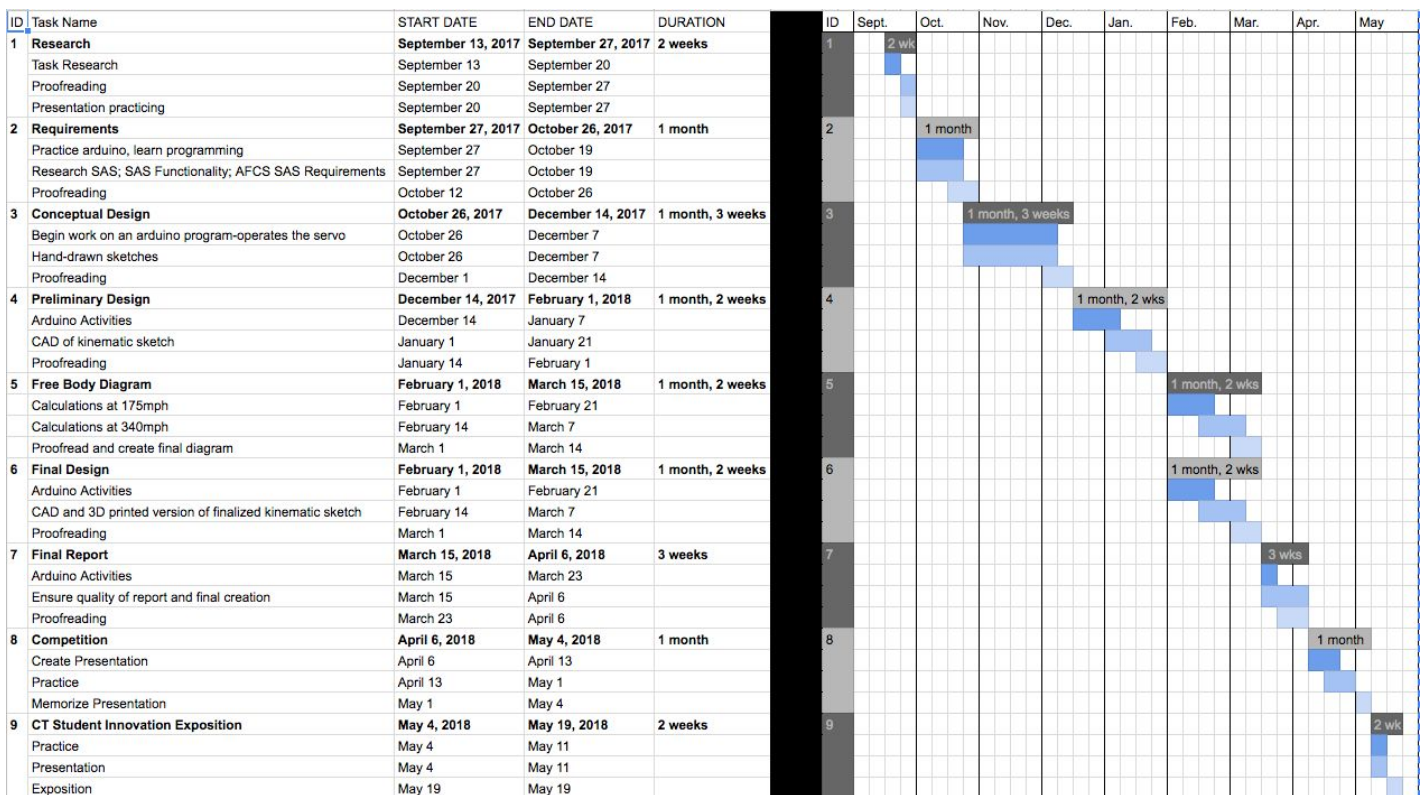 ID Task Name START DATE END DATE DURATION ID Sept. Oct. Nov. Dec. Jan. Feb. Mar. Apr. May
1 Research September 13, 2017 September 27, 2017 2 weeks 1 2 wk
Task Research September 13 September 20
Proofreading September 20 September 27
Presentation practicing September 20 September 27
2 Requirements September 27, 2017 October 26, 2017 1 month 2 1 month
Practice arduino, learn programming September 27 October 19
Research SAS; SAS Functionality; AFCS SAS Requirements September 27 October 19
Proofreading October 12 October 26
3 Conceptual Design October 26, 2017 December 14, 2017 1 month, 3 weeks 3 1 month, 3 weeks
Begin work on an arduino program-operates the servo October 26 December 7
Hand-drawn sketches October 26 December 7
Proofreading December 1 December 14
4 Preliminary Design December 14, 2017 February 1, 2018 1 month, 2 weeks 4 1 month, 2 wks
Arduino Activities December 14 January 7
CAD of kinematic sketch January 1 January 21
Proofreading January 14 February 1
5 Free Body Diagram February 1, 2018 March 15, 2018 1 month, 2 weeks 5 1 month, 2 wks
Calculations at 175mph February 1 February 21
Calculations at 340mph February 14 March 7
Proofread and create final diagram March 1 March 14
6 Final Design February 1, 2018 March 15, 2018 1 month, 2 weeks 6 1 month, 2 wks
Arduino Activities February 1 February 21
CAD and 3D printed version of finalized kinematic sketch February 14 March 7
Proofreading March 1 March 14
7 Final Report March 15, 2018 April 6, 2018 3 weeks 7 3 wks
Arduino Activities March 15 March 23
Ensure quality of report and final creation March 15 April 6
Proofreading March 23 April 6
8 Competition April 6, 2018 May 4, 2018 1 month 8 1 month
Create Presentation April 6 April 13
Practice April 13 May 1
Memorize Presentation May 1 May 4
9 CT Student Innovation Exposition May 4, 2018 May 19, 2018 2 weeks 9 2 wk
Practice May 4 May 11
Presentation May 4 May 11
Exposition May 19 May 19